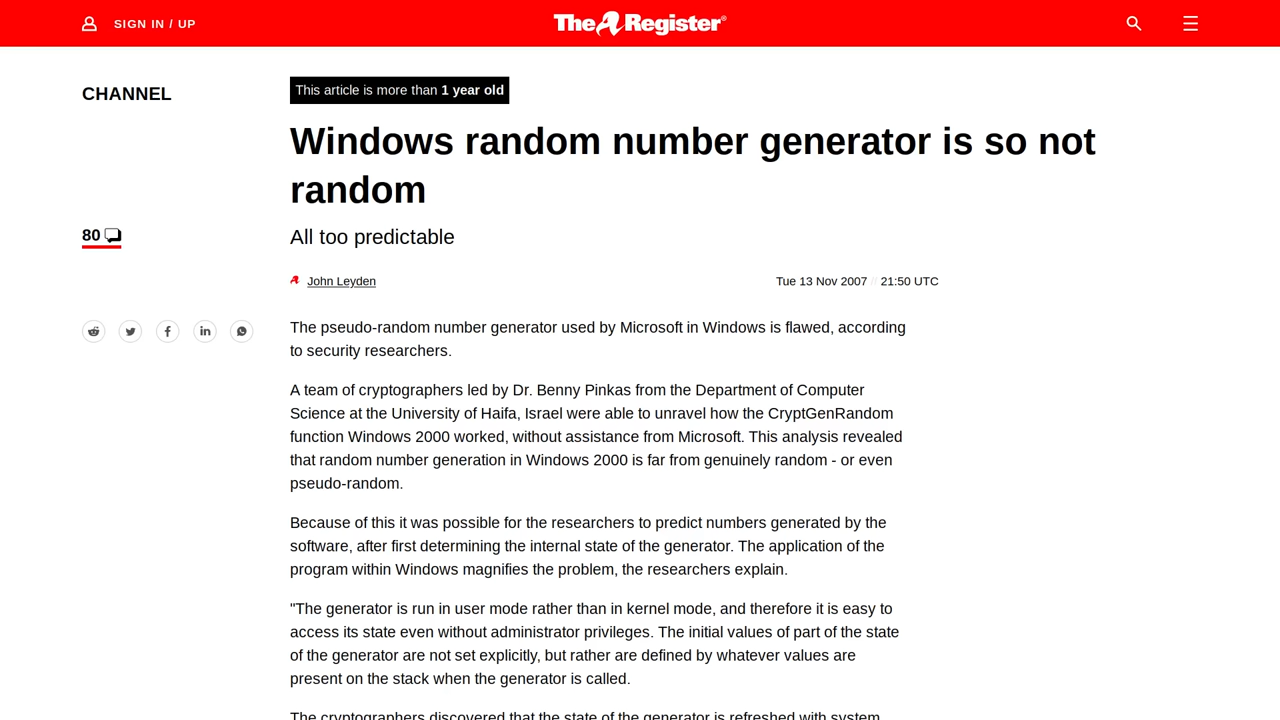 SIGN IN / UP
The Register®
CHANNEL
This article is more than 1 year old
Windows random number generator is so not
random
80
All too predictable
John Leyden
Tue 13 Nov 2007 // 21:50 UTC
The pseudo-random number generator used by Microsoft in Windows is flawed, according
to security researchers.
A team of cryptographers led by Dr. Benny Pinkas from the Department of Computer
Science at the University of Haifa, Israel were able to unravel how the CryptGenRandom
function Windows 2000 worked, without assistance from Microsoft. This analysis revealed
that random number generation in Windows 2000 is far from genuinely random - or even
pseudo-random.
Because of this it was possible for the researchers to predict numbers generated by the
software, after first determining the internal state of the generator. The application of the
program within Windows magnifies the problem, the researchers explain.
"The generator is run in user mode rather than in kernel mode, and therefore it is easy to
access its state even without administrator privileges. The initial values of part of the state
of the generator are not set explicitly, but rather are defined by whatever values are
present on the stack when the generator is called.
The cryptographers discovered that the state of the generator is refreshed with system